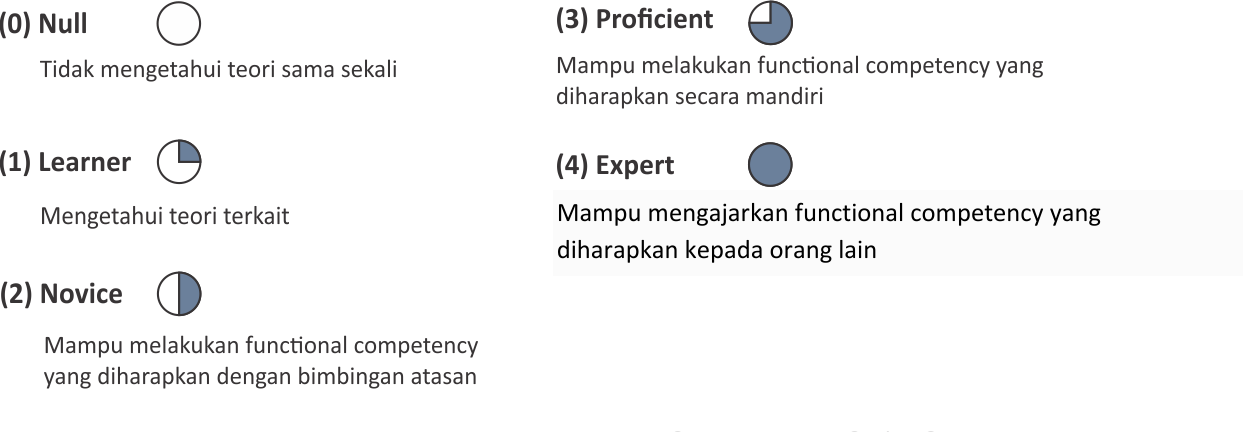 (0) Null
Tidak mengetahui teori sama sekali
(1) Learner
Mengetahui teori terkait
(2) Novice
Mampu melakukan functional competency
yang diharapkan dengan bimbingan atasan
(3) Proficient
Mampu melakukan functional competency yang
diharapkan secara mandiri
(4) Expert
Mampu mengajarkan functional competency yang
diharapkan kepada orang lain